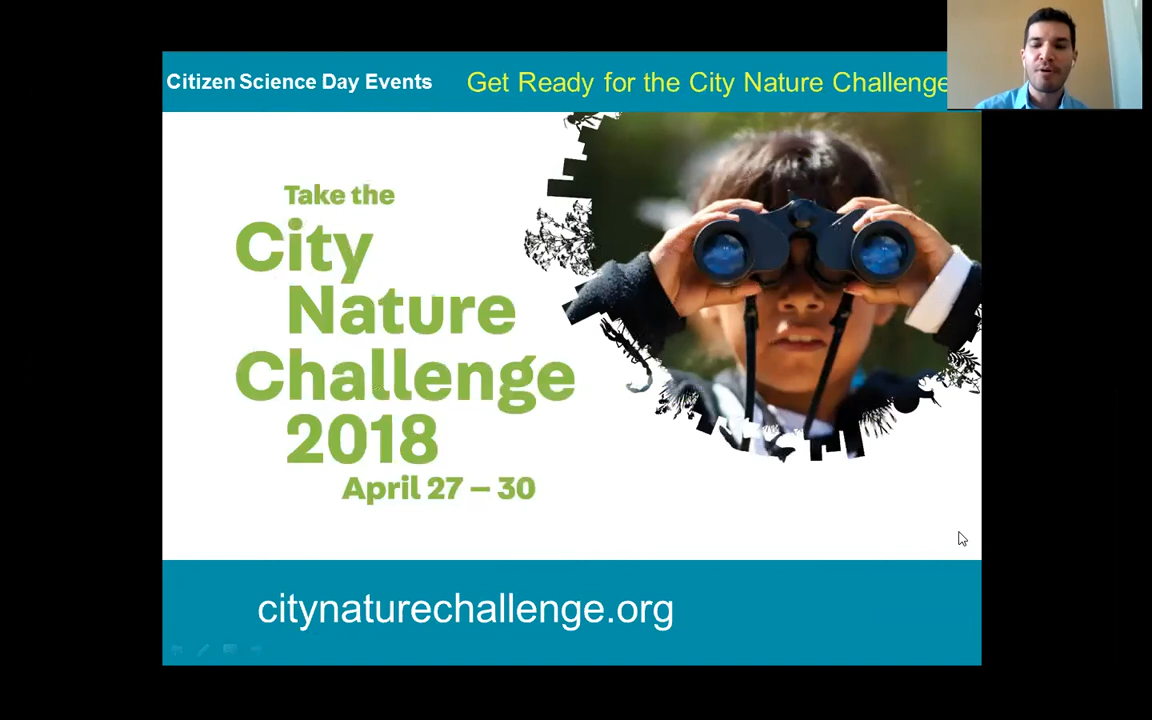 Citizen Science Day Events
Get Ready for the City Nature Challenge
Take the
City
Nature
Challenge
2018
April 27 – 30
citynaturechallenge.org